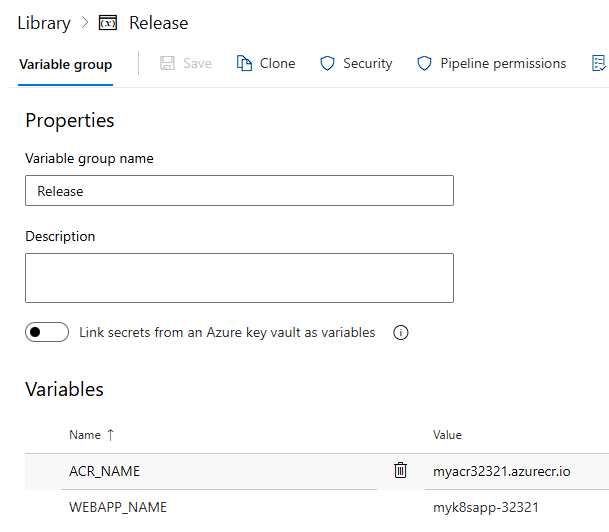 Library > Release
Variable group Save Clone Security Pipeline permissions
Properties
Variable group name
Release
Description
Link secrets from an Azure key vault as variables
Variables
Name ↑ Value
ACR_NAME myacr32321.azurecr.io
WEBAPP_NAME myk8sapp-32321